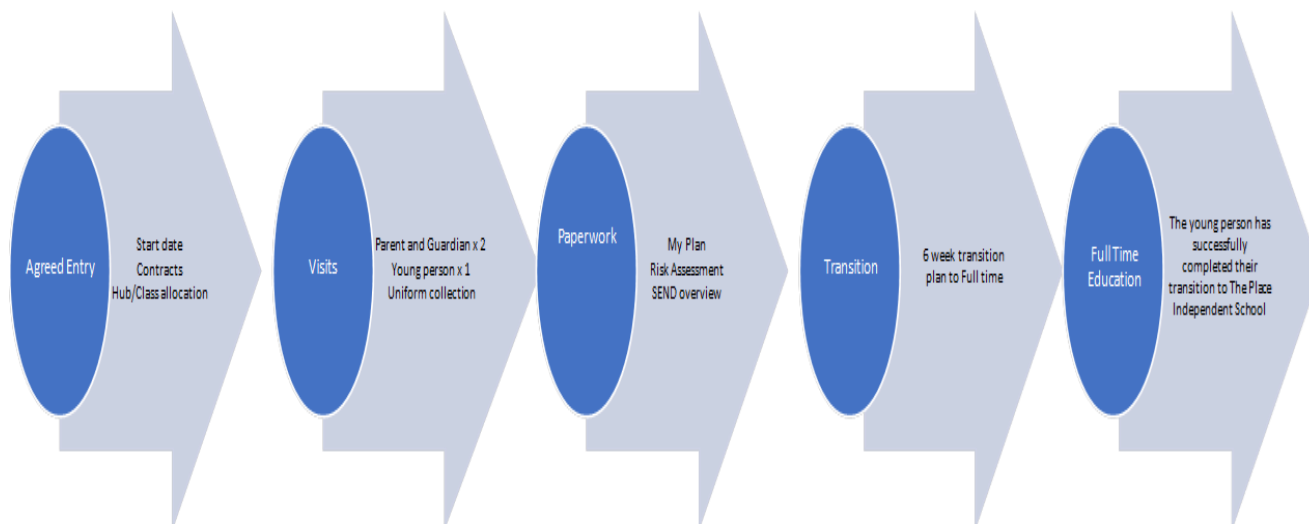 Agreed Entry
Start date
Contracts
Hub/Class allocation
Visits
Parent and Guardian x 2
Young person x 1
Uniform collection
Paperwork
My Plan
Risk Assessment
SEND overview
Transition
6 week transition
plan to Full time
Full Time
Education
The young person has
successfully
completed their
transition to The Place
Independent School